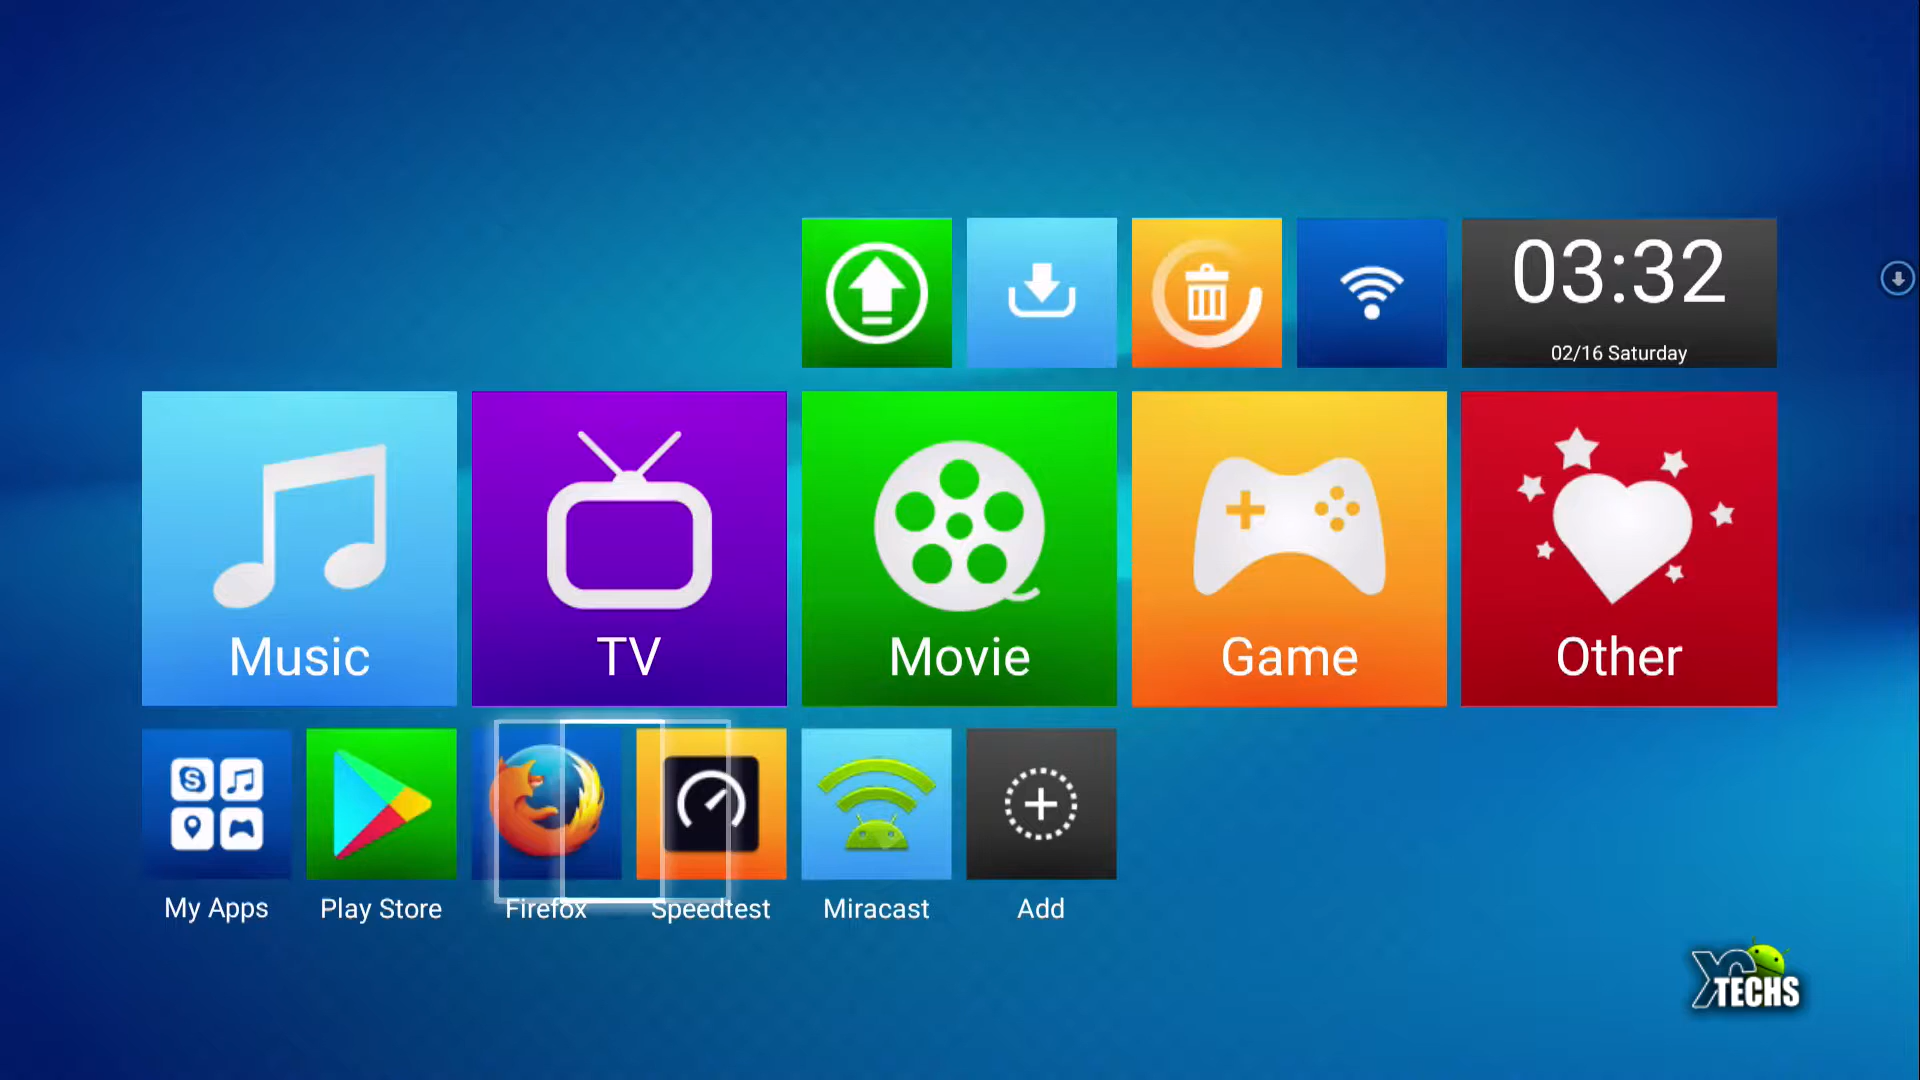 03:32
02/16 Saturday
Music
TV
Movie
Game
Other
My Apps
Play Store
Firefox
Speedtest
Miracast
Add
TECHS